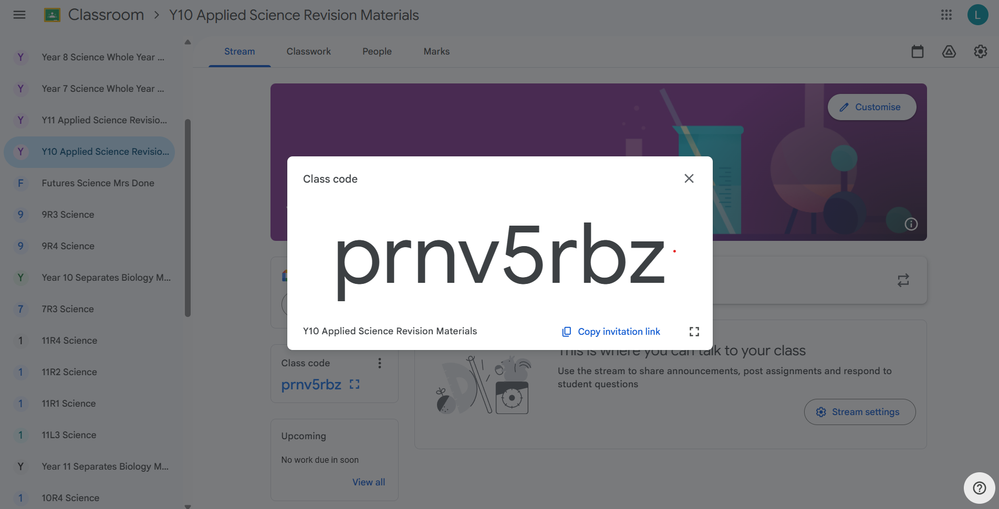 Classroom > Y10 Applied Science Revision Materials
L
Y Year 8 Science Whole Year ...
Y Year 7 Science Whole Year ...
Y Y11 Applied Science Revisio...
Y Y10 Applied Science Revisio...
F Futures Science Mrs Done
9 9R3 Science
9 9R4 Science
Y Year 10 Separates Biology M...
7 7R3 Science
1 11R4 Science
1 11R2 Science
1 11R1 Science
1 11L3 Science
Y Year 11 Separates Biology M...
1 10R4 Science
Stream Classwork People Marks
Customise
Class code
prnv5rbz
Y10 Applied Science Revision Materials
Copy invitation link
Class code
prnv5rbz
Upcoming
No work due in soon
View all
This is where you can talk to your class
Use the stream to share announcements, post assignments and respond to
student questions
Stream settings